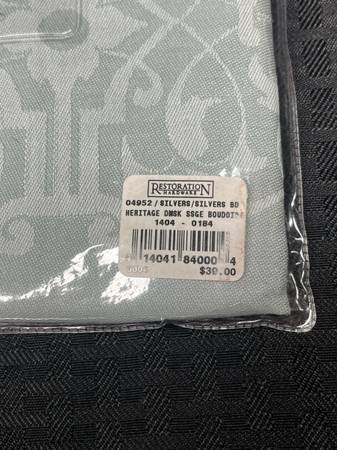 RESTORATION
HARDWARE
04952/SILVERS/SILVERS BD
HERITAGE DMSK SSGE BOUDOIR
1404 - 0184
14041 84000 4
$39.00